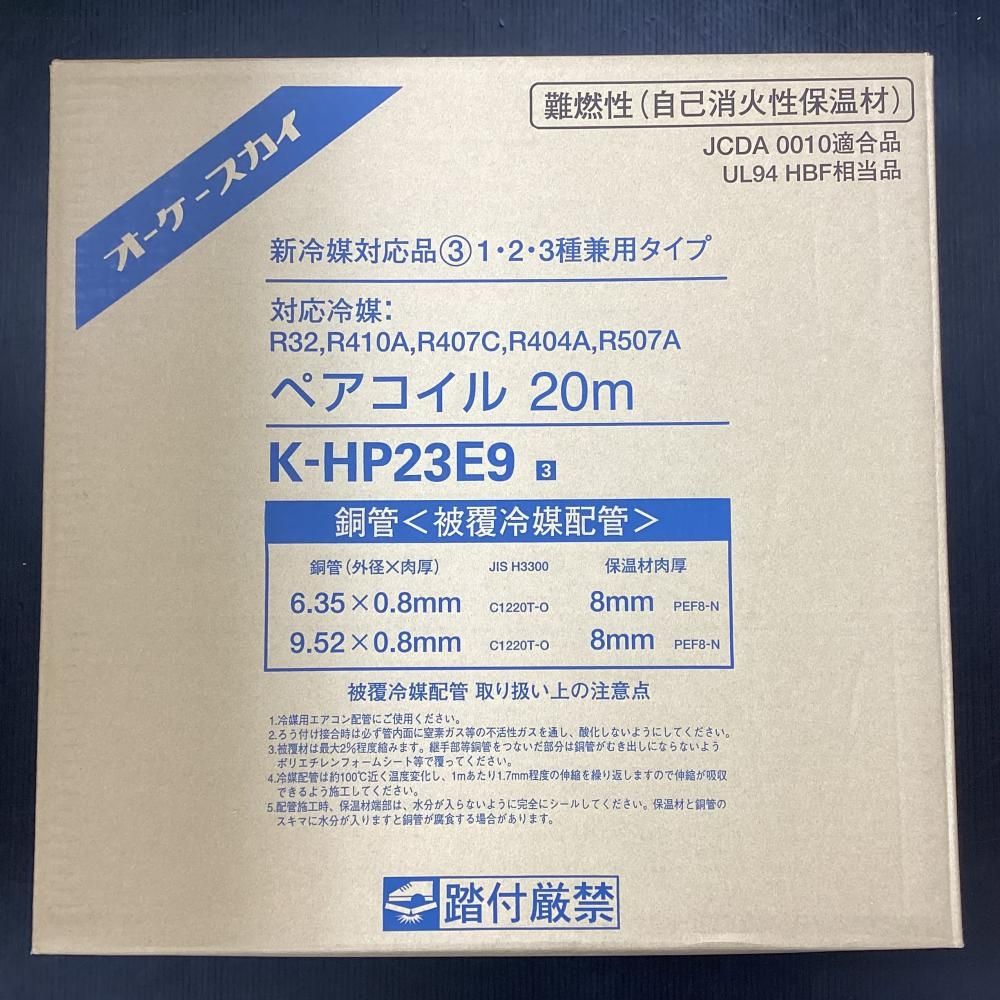 オーケースカイ
難燃性(自己消火性保温材)
JCDA 0010適合品
UL94 HBF相当品
新冷媒対応品③1・2・3種兼用タイプ
対応冷媒:
R32,R410A,R407C,R404A,R507A
ペアコイル 20m
K-HP23E9 3
銅管<被覆冷媒配管>
銅管(外径×肉厚) JIS H3300 保温材肉厚
6.35×0.8mm C1220T-O 8mm PEF8-N
9.52×0.8mm C1220T-O 8mm PEF8-N
被覆冷媒配管 取り扱い上の注意点
1.冷媒用エアコン配管にご使用ください。
2.ろう付け接合時は必ず管内面に窒素ガス等の不活性ガスを通し、酸化しないようにしてください。
3.被覆材は最大2%程度縮みます。継手部等銅管をつないだ部分は銅管がむき出しにならないよう
ポリエチレンフォームシート等で覆ってください。
4.冷媒配管は約100℃近く温度変化し、1mあたり1.7mm程度の伸縮を繰り返しますので伸縮が吸収
できるよう施工してください。
5.配管施工時、保温材端部は、水分が入らないように完全にシールしてください。保温材と銅管の
スキマに水分が入りますと銅管が腐食する場合があります。
踏付厳禁